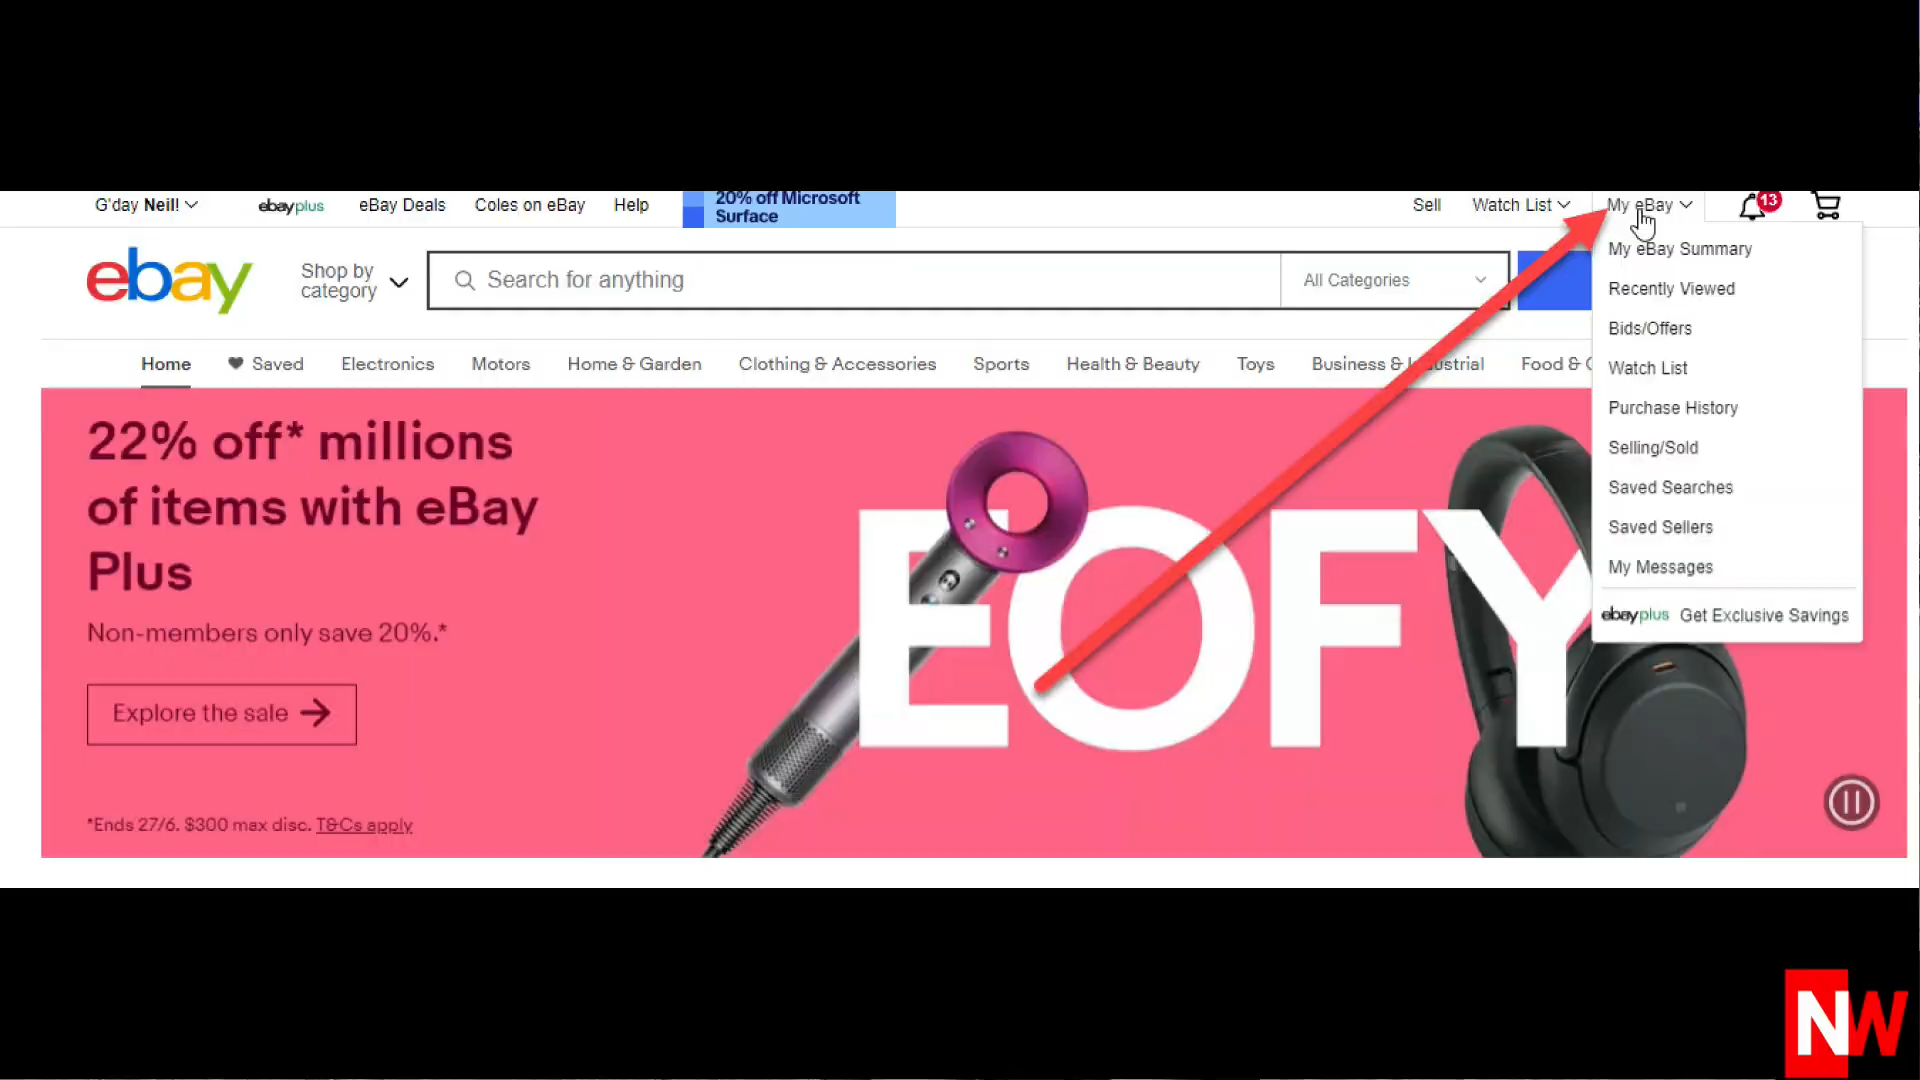 G'day Neil!
ebayplus
eBay Deals
Coles on eBay
Help
20% off Microsoft
Surface
Sell
Watch List
My eBay
13
ebay
Shop by
category
Search for anything
All Categories
Home
Saved
Electronics
Motors
Home & Garden
Clothing & Accessories
Sports
Health & Beauty
Toys
Business &
Food &
My eBay Summary
Recently Viewed
Bids/Offers
Watch List
Purchase History
Selling/Sold
Saved Searches
Saved Sellers
My Messages
ebayplus Get Exclusive Savings
22% off* millions
of items with eBay
Plus
Non-members only save 20%.*
Explore the sale
*Ends 27/6. $300 max disc. T&Cs apply
EOFY
NW